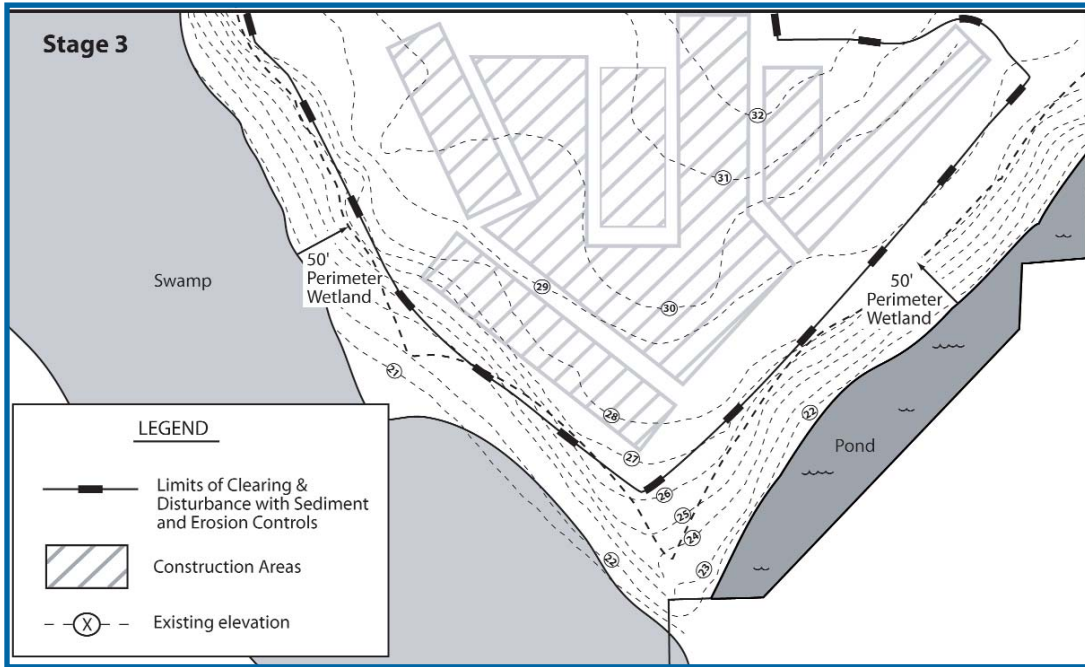 Stage 3
32
31
50'
Perimeter
Wetland
Swamp
50'
Perimeter
Wetland
29
30
21
28
22
27
Pond
26
25
24
23
22
LEGEND
Limits of Clearing &
Disturbance with Sediment
and Erosion Controls
Construction Areas
X
Existing elevation